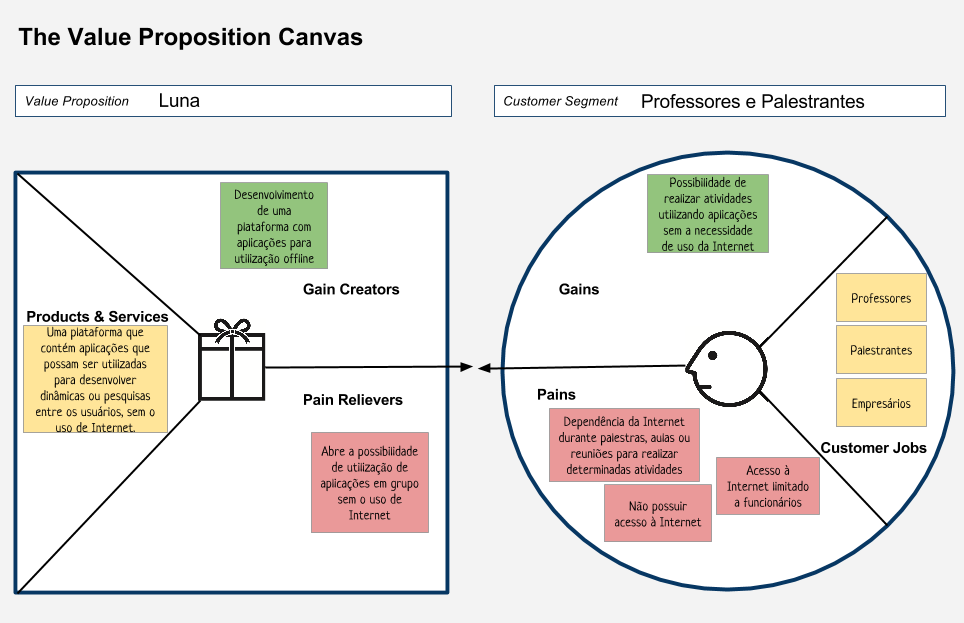 The Value Proposition Canvas
Value Proposition Luna
Customer Segment Professores e Palestrantes
Desenvolvimento
de uma
plataforma com
aplicações para
utilização offline
Gain Creators
Products & Services
Uma plataforma que
contém aplicações que
possam ser utilizadas
para desenvolver
dinâmicas ou pesquisas
entre os usuários, sem o
uso de Internet.
Pain Relievers
Abre a possibilidade
de utilização de
aplicações em grupo
sem o uso de
Internet
Possibilidade de
realizar atividades
utilizando aplicações
sem a necessidade
de uso da Internet
Gains
Pains
Dependência da Internet
durante palestras, aulas ou
reuniões para realizar
determinadas atividades
Não possuir
acesso à Internet
Acesso à
Internet limitado
a funcionários
Professores
Palestrantes
Empresários
Customer Jobs